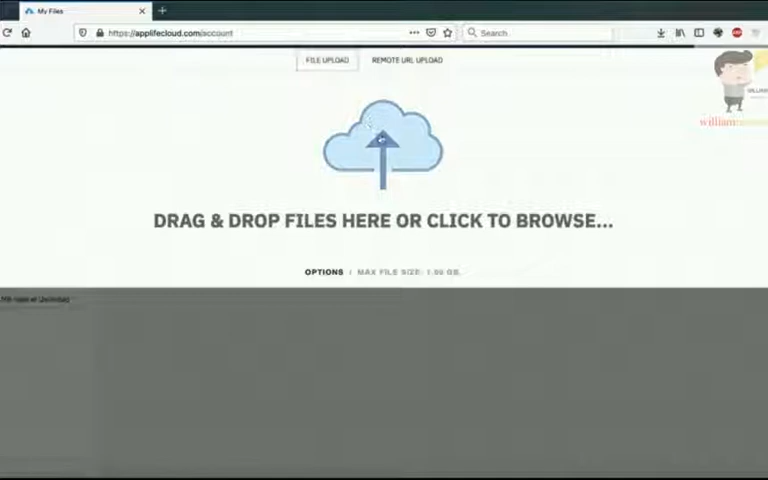 My Files
https://applifecloud.com/account
Search
FILE UPLOAD
REMOTE URL UPLOAD
DRAG & DROP FILES HERE OR CLICK TO BROWSE...
OPTIONS | MAX FILE SIZE: 1.00 GB.